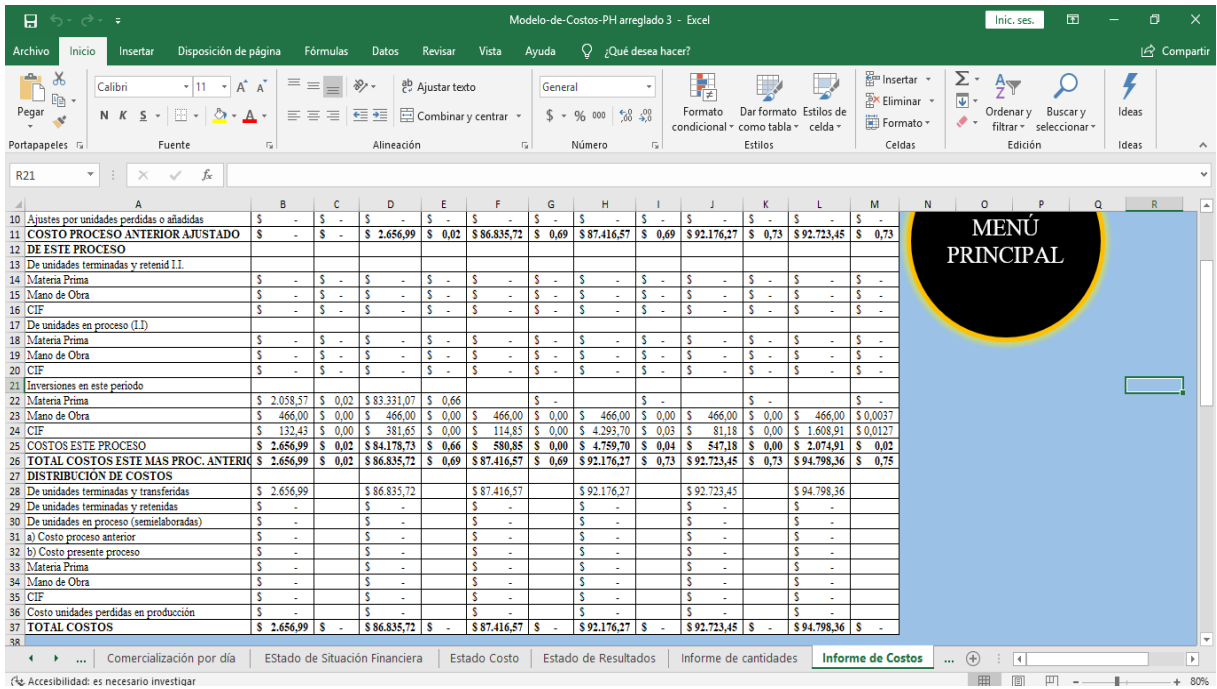 Modelo-de-Costos-PH arreglado 3 - Excel
Inic. ses.
Archivo Inicio Insertar Disposición de página Fórmulas Datos Revisar Vista Ayuda ¿Qué desea hacer? Compartir
Pegar
Calibri 11 A A
N K S
Ajustar texto
Combinar y centrar
General
$ % 000
Formato condicional
Dar formato como tabla
Estilos de celda
Insertar
Eliminar
Formato
Ordenar y filtrar
Buscar y seleccionar
Ideas
Portapapeles Fuente Alineación Número Estilos Celdas Edición Ideas
R21 fx
A B C D E F G H I J K L M N O P Q R
10 Ajustes por unidades perdidas o añadidas $ - $ - $ - $ - $ - $ - $ - $ - $ - $ - $ - $ -
11 COSTO PROCESO ANTERIOR AJUSTADO $ - $ - $ 2.656,99 $ 0,02 $ 86.835,72 $ 0,69 $ 87.416,57 $ 0,69 $ 92.176,27 $ 0,73 $ 92.723,45 $ 0,73
12 DE ESTE PROCESO
13 De unidades terminadas y retenid I.I.
14 Materia Prima $ - $ - $ - $ - $ - $ - $ - $ - $ - $ - $ - $ -
15 Mano de Obra $ - $ - $ - $ - $ - $ - $ - $ - $ - $ - $ - $ -
16 CIF $ - $ - $ - $ - $ - $ - $ - $ - $ - $ - $ - $ -
17 De unidades en proceso (I.I)
18 Materia Prima $ - $ - $ - $ - $ - $ - $ - $ - $ - $ - $ - $ -
19 Mano de Obra $ - $ - $ - $ - $ - $ - $ - $ - $ - $ - $ - $ -
20 CIF $ - $ - $ - $ - $ - $ - $ - $ - $ - $ - $ - $ -
21 Inversiones en este periodo
22 Materia Prima $ 2.058,57 $ 0,02 $ 83.331,07 $ 0,66 $ - $ - $ - $ -
23 Mano de Obra $ 466,00 $ 0,00 $ 466,00 $ 0,00 $ 466,00 $ 0,00 $ 466,00 $ 0,00 $ 466,00 $ 0,00 $ 466,00 $ 0,0037
24 CIF $ 132,43 $ 0,00 $ 381,65 $ 0,00 $ 114,85 $ 0,00 $ 4.293,70 $ 0,03 $ 81,18 $ 0,00 $ 1.608,91 $ 0,0127
25 COSTOS ESTE PROCESO $ 2.656,99 $ 0,02 $ 84.178,73 $ 0,66 $ 580,85 $ 0,00 $ 4.759,70 $ 0,04 $ 547,18 $ 0,00 $ 2.074,91 $ 0,02
26 TOTAL COSTOS ESTE MAS PROC. ANTERIO $ 2.656,99 $ 0,02 $ 86.835,72 $ 0,69 $ 87.416,57 $ 0,69 $ 92.176,27 $ 0,73 $ 92.723,45 $ 0,73 $ 94.798,36 $ 0,75
27 DISTRIBUCIÓN DE COSTOS
28 De unidades terminadas y transferidas $ 2.656,99 $ 86.835,72 $ 87.416,57 $ 92.176,27 $ 92.723,45 $ 94.798,36
29 De unidades terminadas y retenidas $ - $ - $ - $ - $ - $ -
30 De unidades en proceso (semielaboradas) $ - $ - $ - $ - $ - $ -
31 a) Costo proceso anterior $ - $ - $ - $ - $ - $ -
32 b) Costo presente proceso $ - $ - $ - $ - $ - $ -
33 Materia Prima $ - $ - $ - $ - $ - $ -
34 Mano de Obra $ - $ - $ - $ - $ - $ -
35 CIF $ - $ - $ - $ - $ - $ -
36 Costo unidades perdidas en producción $ - $ - $ - $ - $ - $ -
37 TOTAL COSTOS $ 2.656,99 $ - $ 86.835,72 $ - $ 87.416,57 $ - $ 92.176,27 $ - $ 92.723,45 $ - $ 94.798,36 $ -
38
MENÚ
PRINCIPAL
... Comercialización por día EStado de Situación Financiera Estado Costo Estado de Resultados Informe de cantidades Informe de Costos ...
Accesibilidad: es necesario investigar 80%